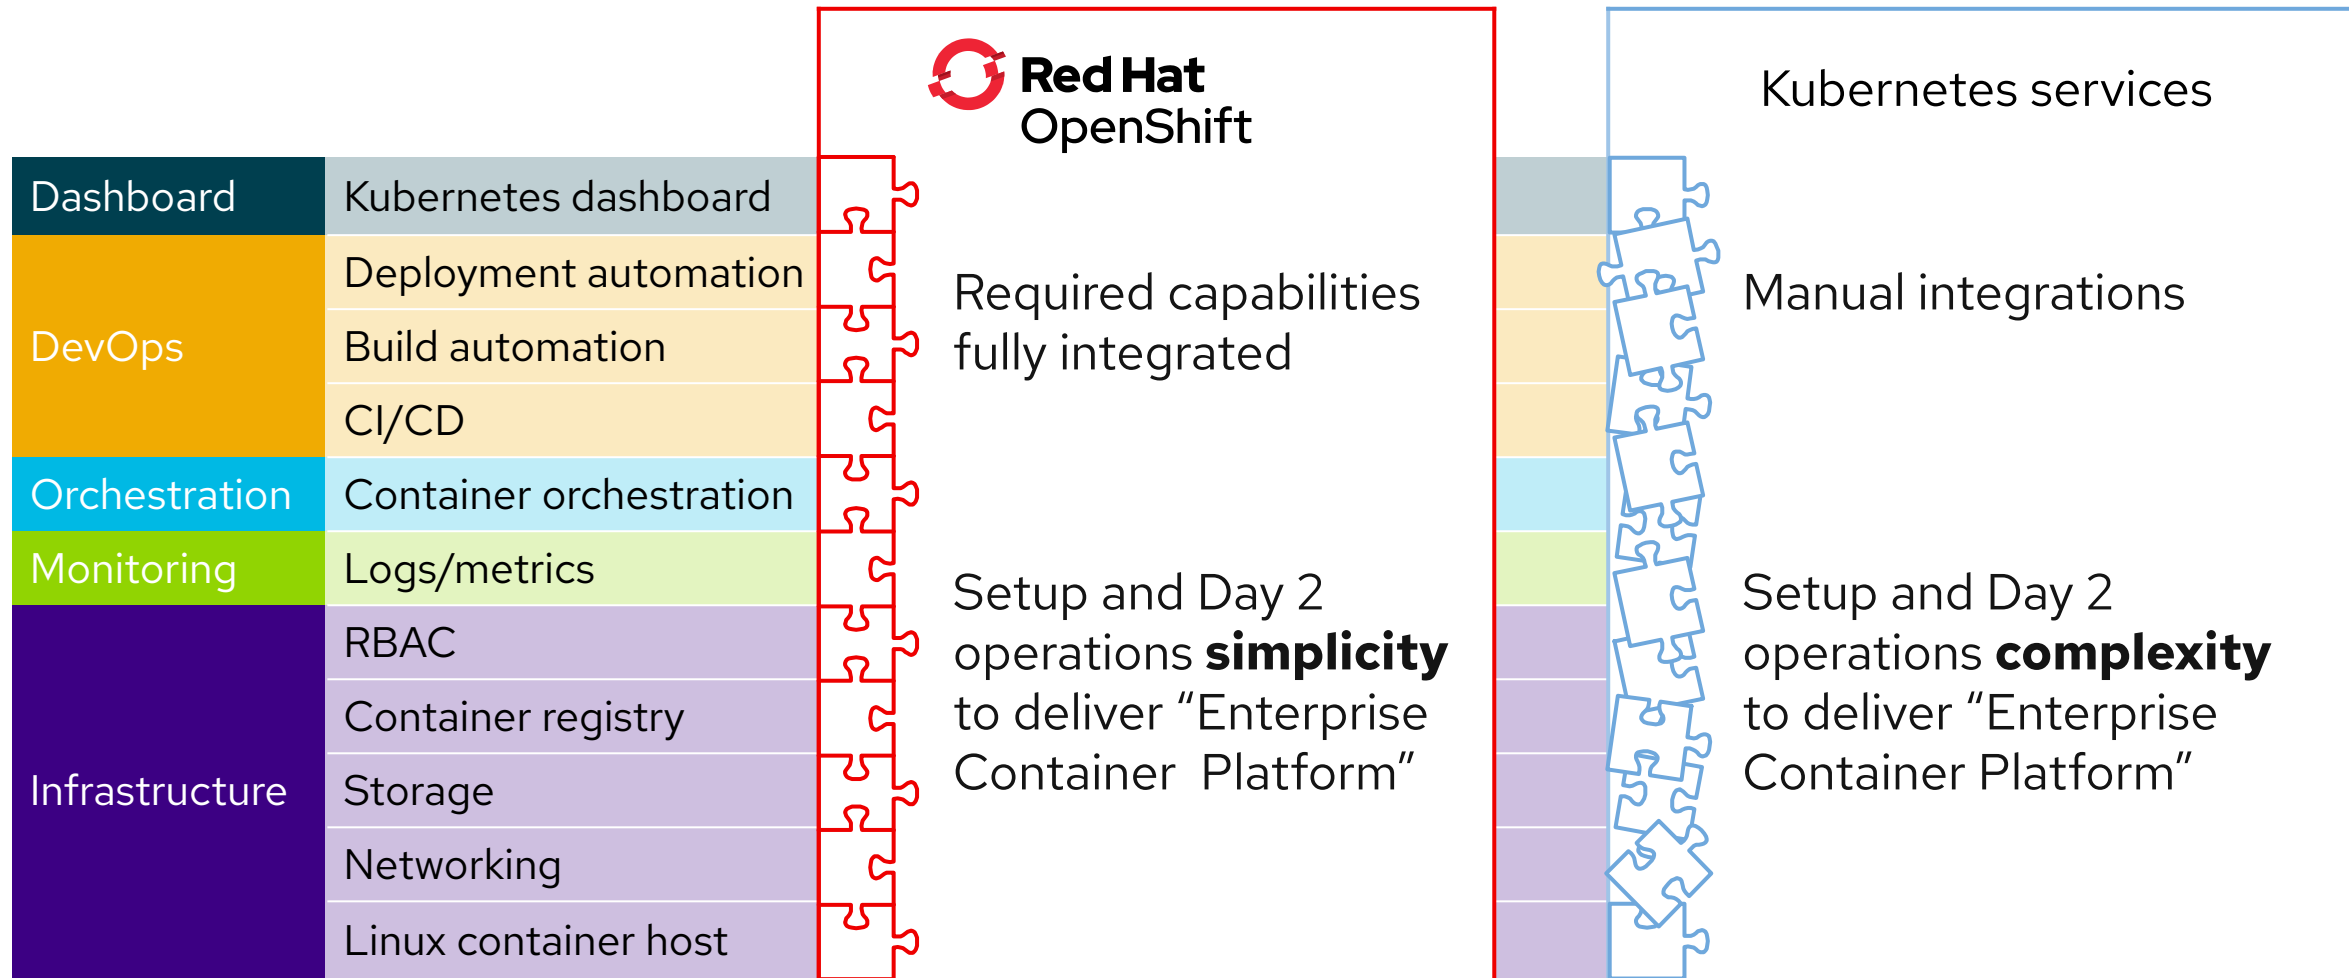 Red Hat
OpenShift
Kubernetes services
Dashboard
Kubernetes dashboard
DevOps
Deployment automation
Build automation
CI/CD
Orchestration
Container orchestration
Monitoring
Logs/metrics
Infrastructure
RBAC
Container registry
Storage
Networking
Linux container host
Required capabilities
fully integrated
Setup and Day 2
operations simplicity
to deliver “Enterprise
Container Platform”
Manual integrations
Setup and Day 2
operations complexity
to deliver “Enterprise
Container Platform”